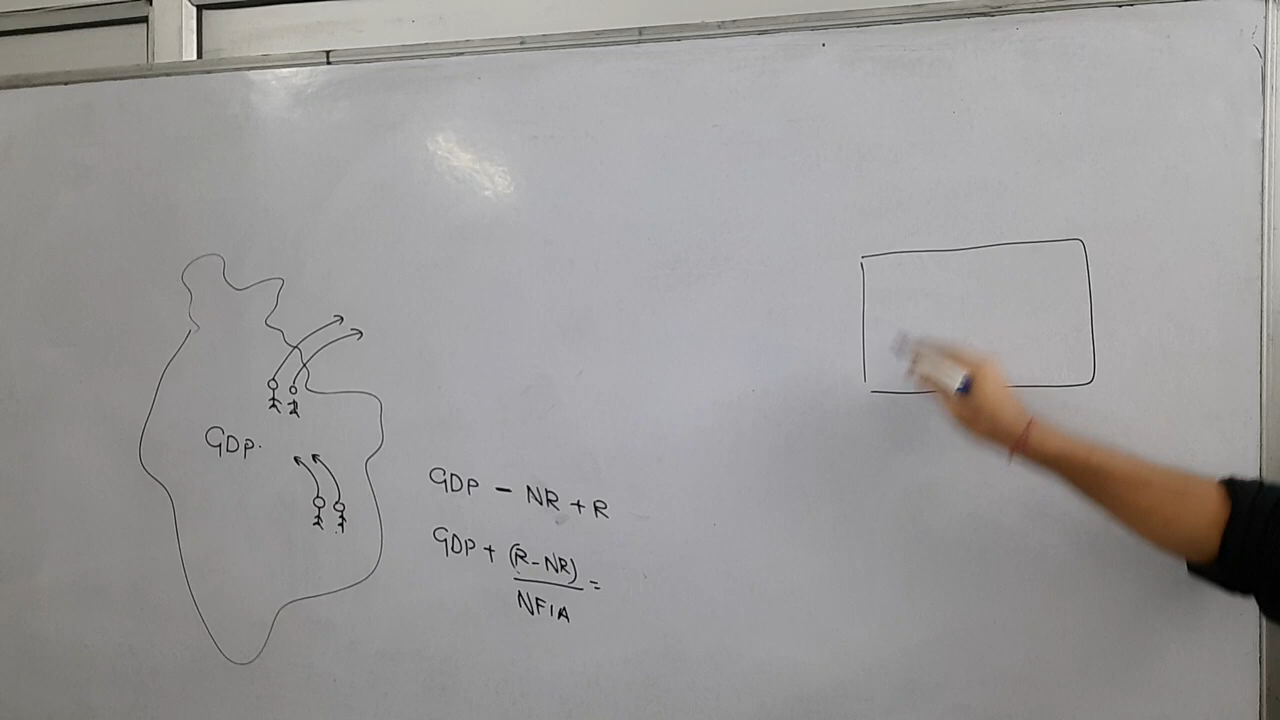 GDP.
GDP - NR + R
GDP + (R-NR) =
NFIA